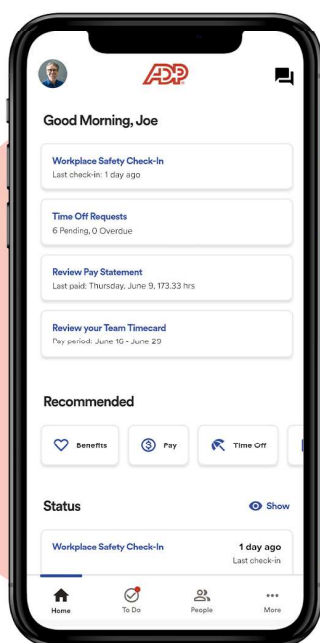 ADP
Good Morning, Joe
Workplace Safety Check-In
Last check-in: 1 day ago
Time Off Requests
6 Pending, 0 Overdue
Review Pay Statement
Last paid: Thursday, June 9, 173.33 hrs
Review your Team Timecard
Pay period: June 16 - June 29
Recommended
Benefits
Pay
Time Off
Status
Show
Workplace Safety Check-In
1 day ago
Last check-in
Home
To Do
People
More